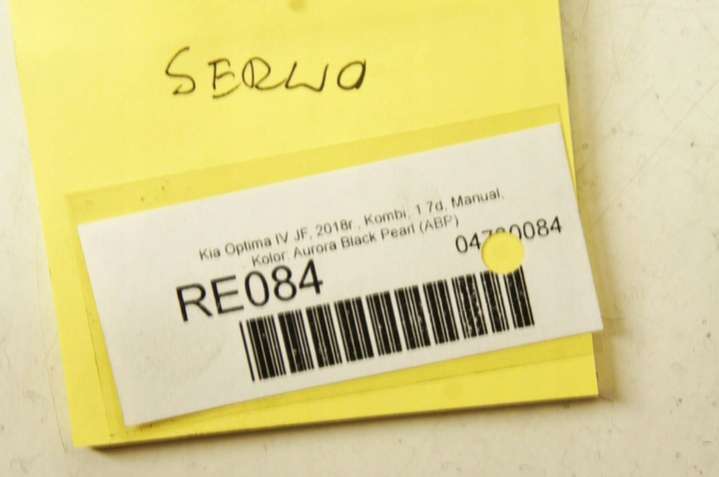 SERWO
Kia Optima IV JF, 2018r., Kombi, 1.7d, Manual,
Kolor: Aurora Black Pearl (ABP)
RE084